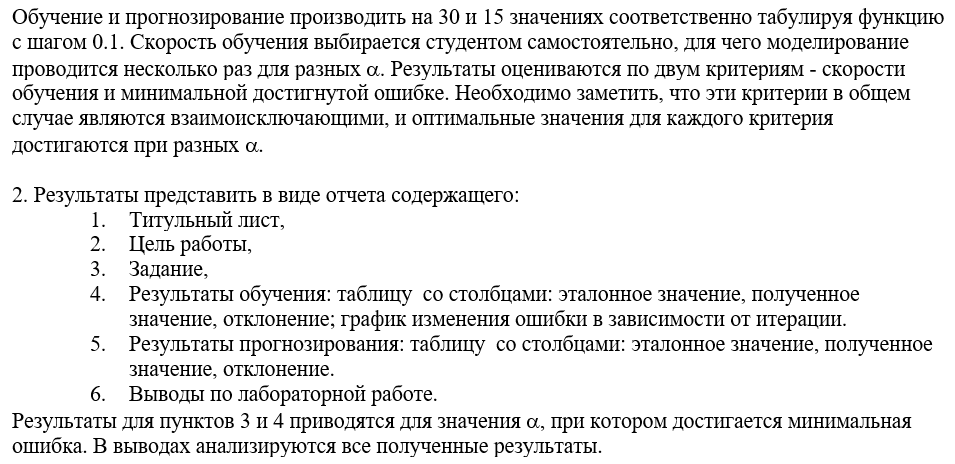 Обучение и прогнозирование производить на 30 и 15 значениях соответственно табулируя функцию
с шагом 0.1. Скорость обучения выбирается студентом самостоятельно, для чего моделирование
проводится несколько раз для разных α. Результаты оцениваются по двум критериям - скорости
обучения и минимальной достигнутой ошибке. Необходимо заметить, что эти критерии в общем
случае являются взаимоисключающими, и оптимальные значения для каждого критерия
достигаются при разных α.
2. Результаты представить в виде отчета содержащего:
1. Титульный лист,
2. Цель работы,
3. Задание,
4. Результаты обучения: таблицу со столбцами: эталонное значение, полученное
значение, отклонение; график изменения ошибки в зависимости от итерации.
5. Результаты прогнозирования: таблицу со столбцами: эталонное значение, полученное
значение, отклонение.
6. Выводы по лабораторной работе.
Результаты для пунктов 3 и 4 приводятся для значения α, при котором достигается минимальная
ошибка. В выводах анализируются все полученные результаты.